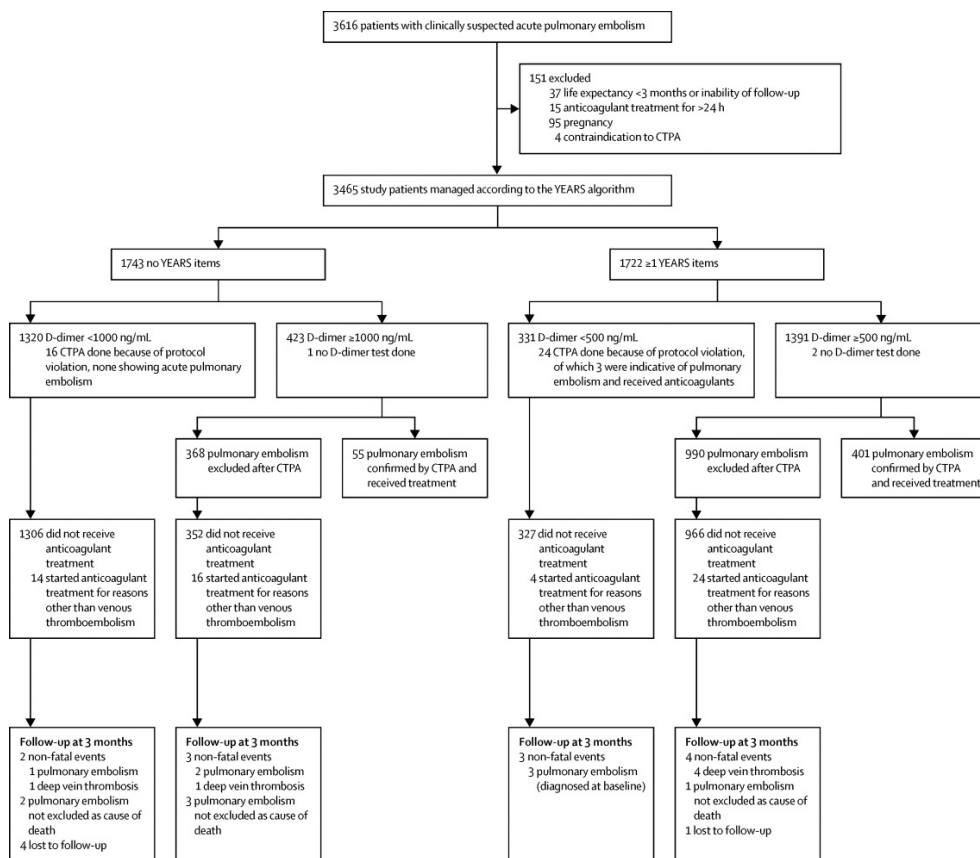 3616 patients with clinically suspected acute pulmonary embolism
151 excluded
37 life expectancy <3 months or inability of follow-up
15 anticoagulant treatment for >24 h
95 pregnancy
4 contraindication to CTPA
3465 study patients managed according to the YEARS algorithm
1743 no YEARS items
1722 ≥1 YEARS items
1320 D-dimer <1000 ng/mL
16 CTPA done because of protocol
violation, none showing acute pulmonary
embolism
423 D-dimer ≥1000 ng/mL
1 no D-dimer test done
331 D-dimer <500 ng/mL
24 CTPA done because of protocol violation,
of which 3 were indicative of pulmonary
embolism and received anticoagulants
1391 D-dimer ≥500 ng/mL
2 no D-dimer test done
368 pulmonary embolism
excluded after CTPA
55 pulmonary embolism
confirmed by CTPA and
received treatment
990 pulmonary embolism
excluded after CTPA
401 pulmonary embolism
confirmed by CTPA
and received treatment
1306 did not receive
anticoagulant
treatment
14 started anticoagulant
treatment for reasons
other than venous
thromboembolism
352 did not receive
anticoagulant
treatment
16 started anticoagulant
treatment for reasons
other than venous
thromboembolism
327 did not receive
anticoagulant
treatment
4 started anticoagulant
treatment for reasons
other than venous
thromboembolism
966 did not receive
anticoagulant
treatment
24 started anticoagulant
treatment for reasons
other than venous
thromboembolism
Follow-up at 3 months
2 non-fatal events
1 pulmonary embolism
1 deep vein thrombosis
2 pulmonary embolism
not excluded as cause of
death
4 lost to follow-up
Follow-up at 3 months
3 non-fatal events
2 pulmonary embolism
1 deep vein thrombosis
3 pulmonary embolism
not excluded as cause of
death
Follow-up at 3 months
3 non-fatal events
3 pulmonary embolism
(diagnosed at baseline)
Follow-up at 3 months
4 non-fatal events
4 deep vein thrombosis
1 pulmonary embolism
not excluded as cause of
death
1 lost to follow-up